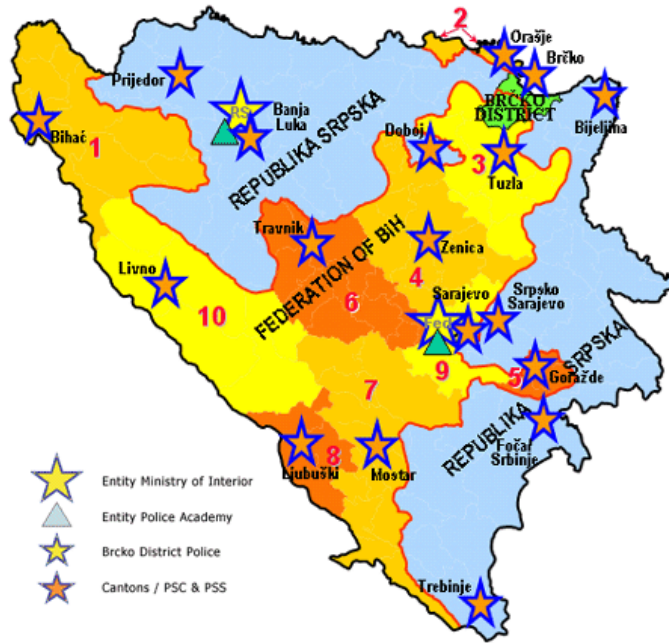 2
Orašje
Brčko
Prijedor
RS
Banja
Luka
BRCKO
DISTRICT
Bijeljina
Bihać
1
REPUBLIKA SRPSKA
Doboj
3
Tuzla
Travnik
FEDERATION OF BiH
Zenica
4
Livno
10
6
Sarajevo
Fed
Srpsko
Sarajevo
9
5
Goražde
SRPSKA
7
REPUBLIKA
Foča/
Srbinje
8
Ljubuški
Mostar
Trebinje
Entity Ministry of Interior
Entity Police Academy
Brcko District Police
Cantons / PSC & PSS